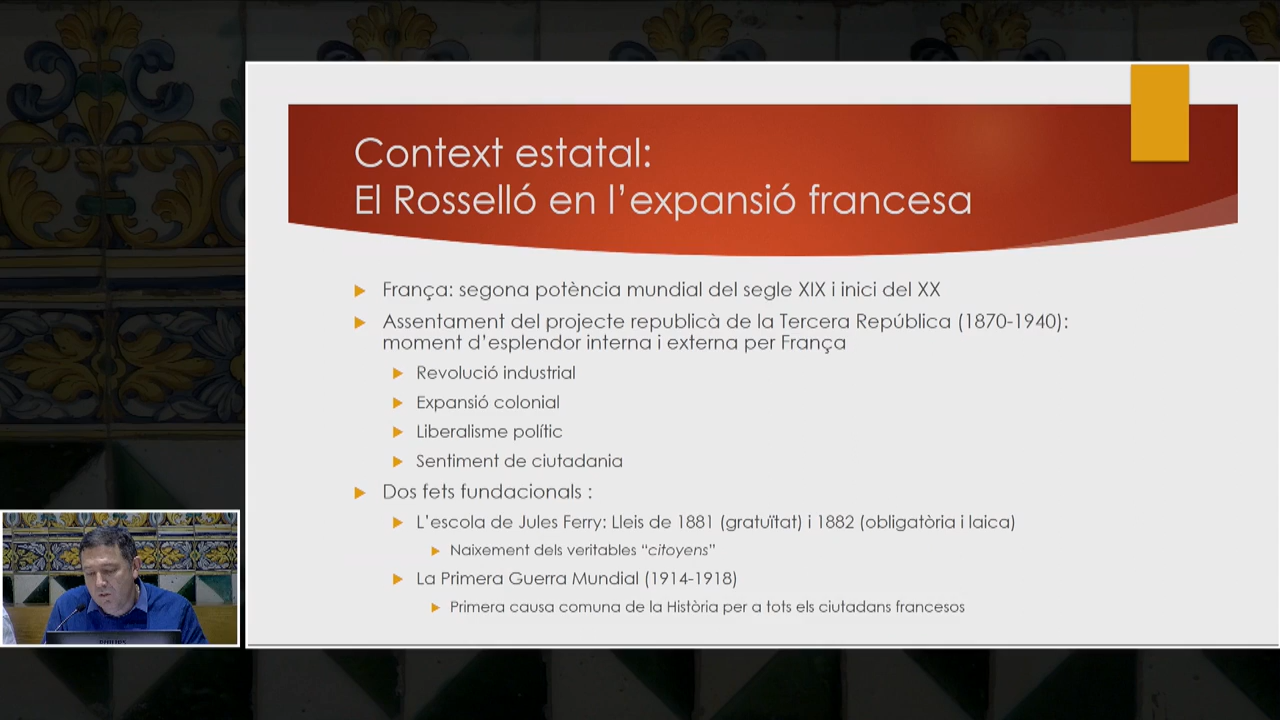 Context estatal:
El Rosselló en l’expansió francesa
França: segona potència mundial del segle XIX i inici del XX
Assentament del projecte republicà de la Tercera República (1870-1940):
moment d’esplendor interna i externa per França
Revolució industrial
Expansió colonial
Liberalisme polític
Sentiment de ciutadania
Dos fets fundacionals :
L’escola de Jules Ferry: Lleis de 1881 (gratuïtat) i 1882 (obligatòria i laica)
Naixement dels veritables “citoyens”
La Primera Guerra Mundial (1914-1918)
Primera causa comuna de la Història per a tots els ciutadans francesos